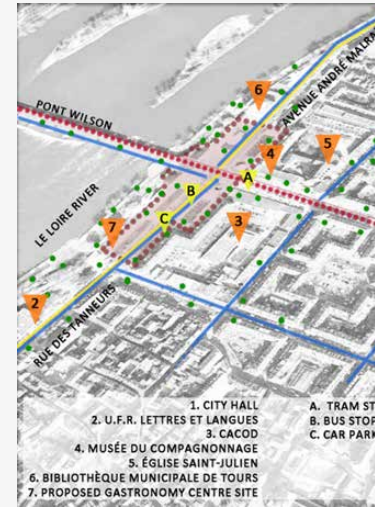 6
AVENUE ANDRÉ MALRA
PONT WILSON
5
4
A
B
LE LOIRE RIVER
C
3
7
2
RUE DES TANNEURS
1. CITY HALL
2. U.F.R. LETTRES ET LANGUES
3. CACOD
4. MUSÉE DU COMPAGNONNAGE
5. ÉGLISE SAINT-JULIEN
6. BIBLIOTHÈQUE MUNICIPALE DE TOURS
7. PROPOSED GASTRONOMY CENTRE SITE
A. TRAM ST
B. BUS STOP
C. CAR PARK